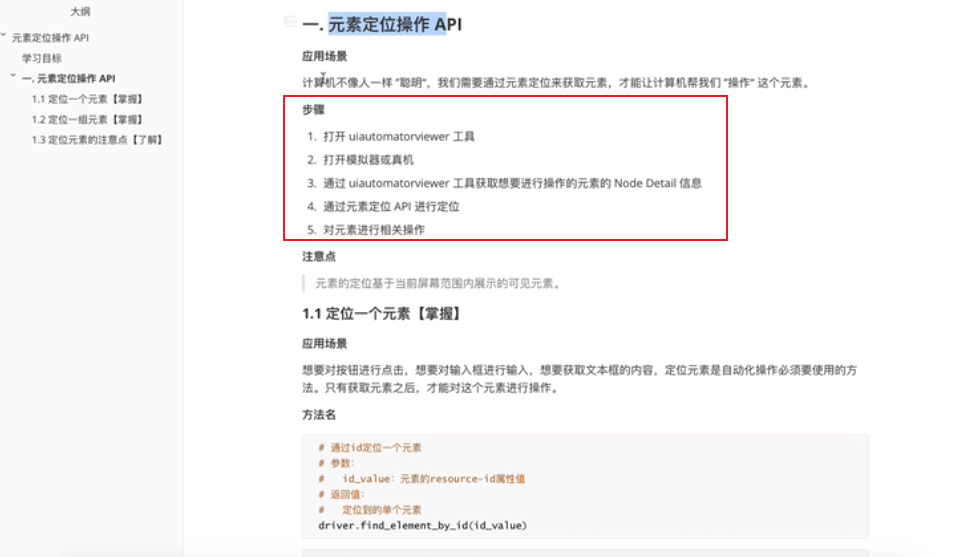 大纲
元素定位操作 API
学习目标
一. 元素定位操作 API
1.1 定位一个元素【掌握】
1.2 定位一组元素【掌握】
1.3 定位元素的注意点【了解】
一. 元素定位操作 API
应用场景
计算机不像人一样 “聪明”，我们需要通过元素定位来获取元素，才能让计算机帮我们 “操作” 这个元素。
步骤
1. 打开 uiautomatorviewer 工具
2. 打开模拟器或真机
3. 通过 uiautomatorviewer 工具获取想要进行操作的元素的 Node Detail 信息
4. 通过元素定位 API 进行定位
5. 对元素进行相关操作
注意点
元素的定位基于当前屏幕范围内展示的可见元素。
1.1 定位一个元素【掌握】
应用场景
想要对按钮进行点击，想要对输入框进行输入，想要获取文本框的内容，定位元素是自动化操作必须要使用的方
法。只有获取元素之后，才能对这个元素进行操作。
方法名
# 通过id定位一个元素
# 参数：
#   id_value：元素的resource-id属性值
# 返回值：
#   定位到的单个元素
driver.find_element_by_id(id_value)